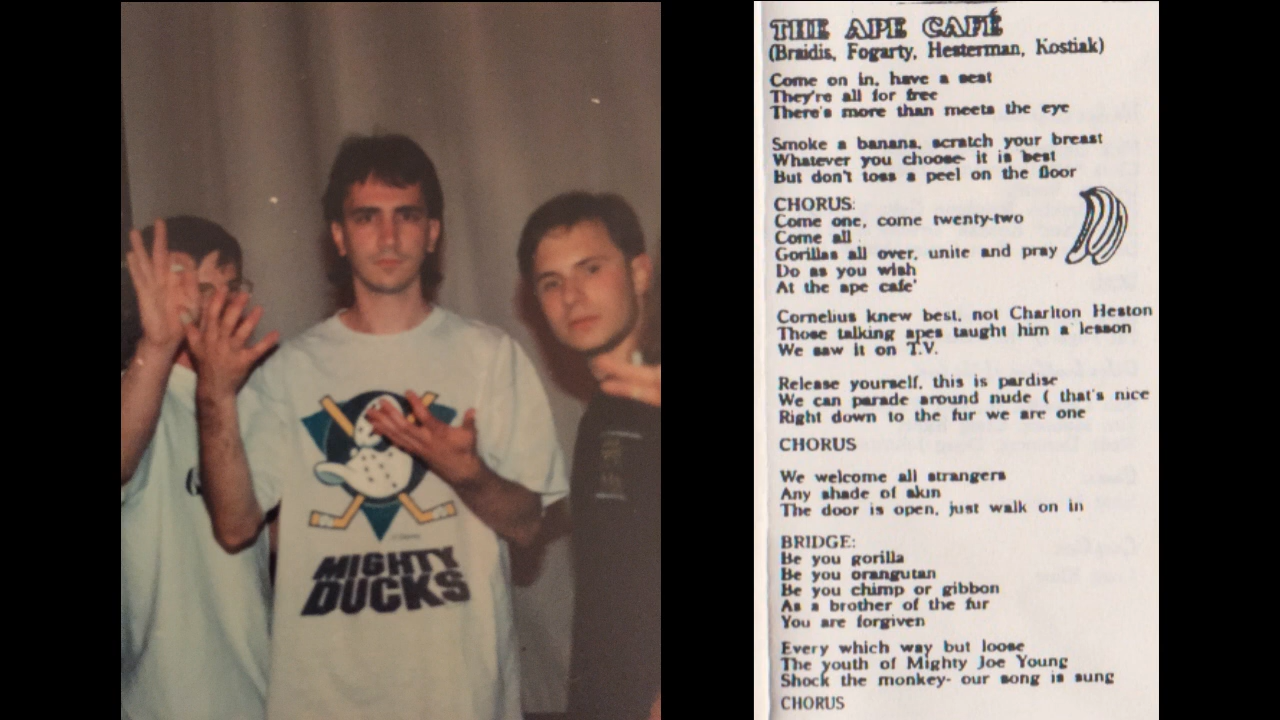 MIGHTY
DUCKS
THE APE CAFÉ
(Braidis, Fogarty, Hesterman, Kostiak)
Come on in, have a seat
They're all for free
There's more than meets the eye
Smoke a banana, scratch your breast
Whatever you choose- it is best
But don't toss a peel on the floor
CHORUS:
Come one, come twenty-two
Come all
Gorillas all over, unite and pray
Do as you wish
At the ape cafe'
Cornelius knew best, not Charlton Heston
Those talking apes taught him a lesson
We saw it on T.V.
Release yourself, this is pardise
We can parade around nude ( that's nice
Right down to the fur we are one
CHORUS
We welcome all strangers
Any shade of skin
The door is open, just walk on in
BRIDGE:
Be you gorilla
Be you orangutan
Be you chimp or gibbon
As a brother of the fur
You are forgiven
Every which way but loose
The youth of Mighty Joe Young
Shock the monkey- our song is sung
CHORUS